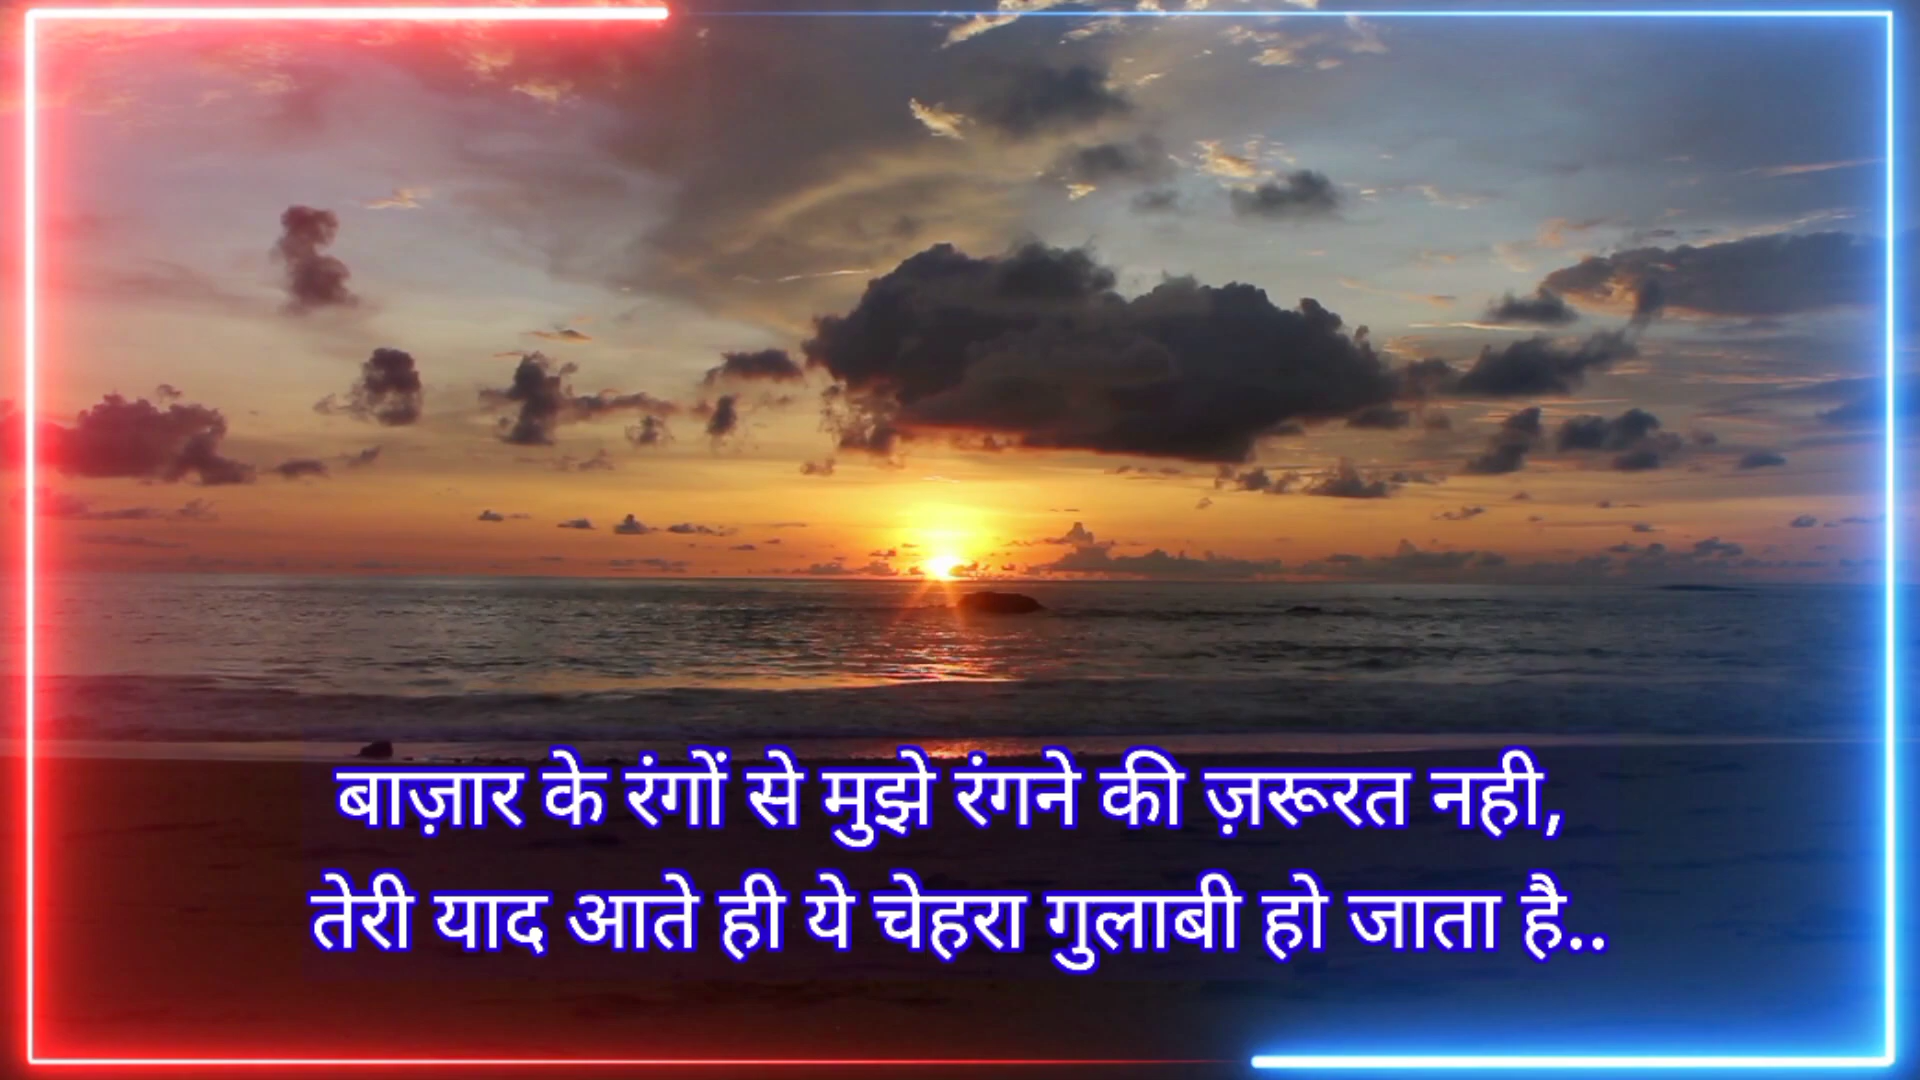 बाज़ार के रंगों से मुझे रंगने की ज़रूरत नही,
तेरी याद आते ही ये चेहरा गुलाबी हो जाता है..